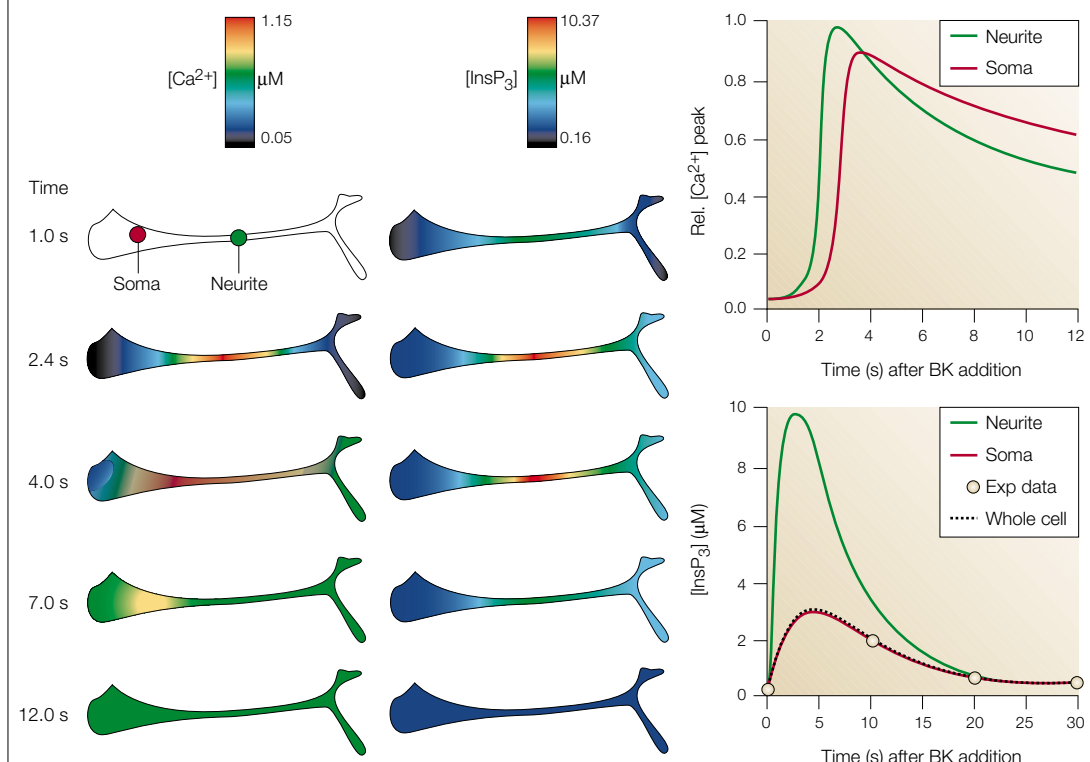 1.15
[Ca²⁺]
µM
0.05
10.37
[InsP₃]
µM
0.16
Time
1.0 s
Soma
Neurite
2.4 s
4.0 s
7.0 s
12.0 s
1.0
0.8
0.6
0.4
0.2
0.0
Rel. [Ca²⁺] peak
Neurite
Soma
0 2 4 6 8 10 12
Time (s) after BK addition
10
8
6
4
2
0
[InsP₃] (µM)
Neurite
Soma
Exp data
Whole cell
0 5 10 15 20 25 30
Time (s) after BK addition